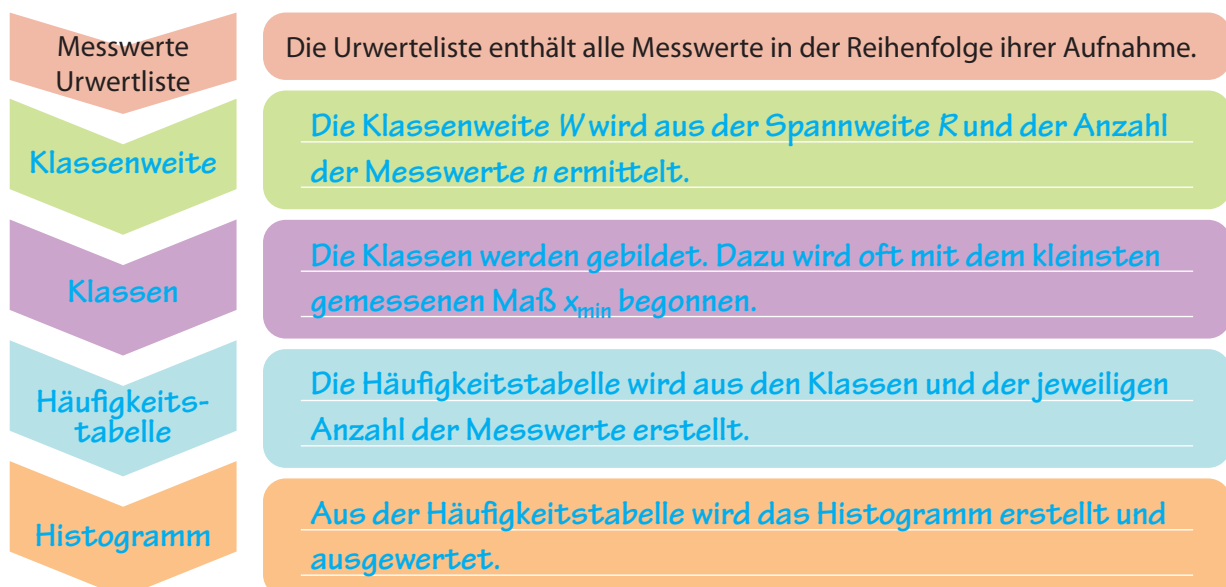 Messwerte
Urwertliste
Die Urwerteliste enthält alle Messwerte in der Reihenfolge ihrer Aufnahme.
Klassenweite
Die Klassenweite W wird aus der Spannweite R und der Anzahl
der Messwerte n ermittelt.
Klassen
Die Klassen werden gebildet. Dazu wird oft mit dem kleinsten
gemessenen Maß xmin begonnen.
Häufigkeits-
tabelle
Die Häufigkeitstabelle wird aus den Klassen und der jeweiligen
Anzahl der Messwerte erstellt.
Histogramm
Aus der Häufigkeitstabelle wird das Histogramm erstellt und
ausgewertet.